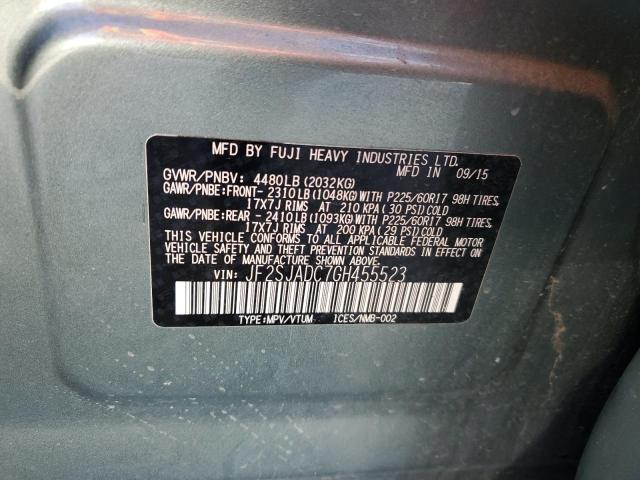 MFD BY FUJI HEAVY INDUSTRIES LTD.
MFD IN 09/15
GVWR/PNBV: 4480LB (2032KG)
GAWR/PNBE:FRONT- 2310LB (1048KG)WITH P225/60R17 98H TIRES,
17X7J RIMS AT 210 KPA( 30 PSI)COLD
GAWR/PNBE:REAR - 2410LB (1093KG)WITH P225/60R17 98H TIRES,
17X7J RIMS AT 200 KPA( 29 PSI)COLD
THIS VEHICLE CONFORMS TO ALL APPLICABLE FEDERAL MOTOR
VEHICLE SAFETY AND THEFT PREVENTION STANDARDS IN EFFECT ON
THE DATE OF MANUFACTURE SHOWN ABOVE.
VIN: JF2SJADC7GH455523
TYPE:MPV/VTUM ICES/NMB-002